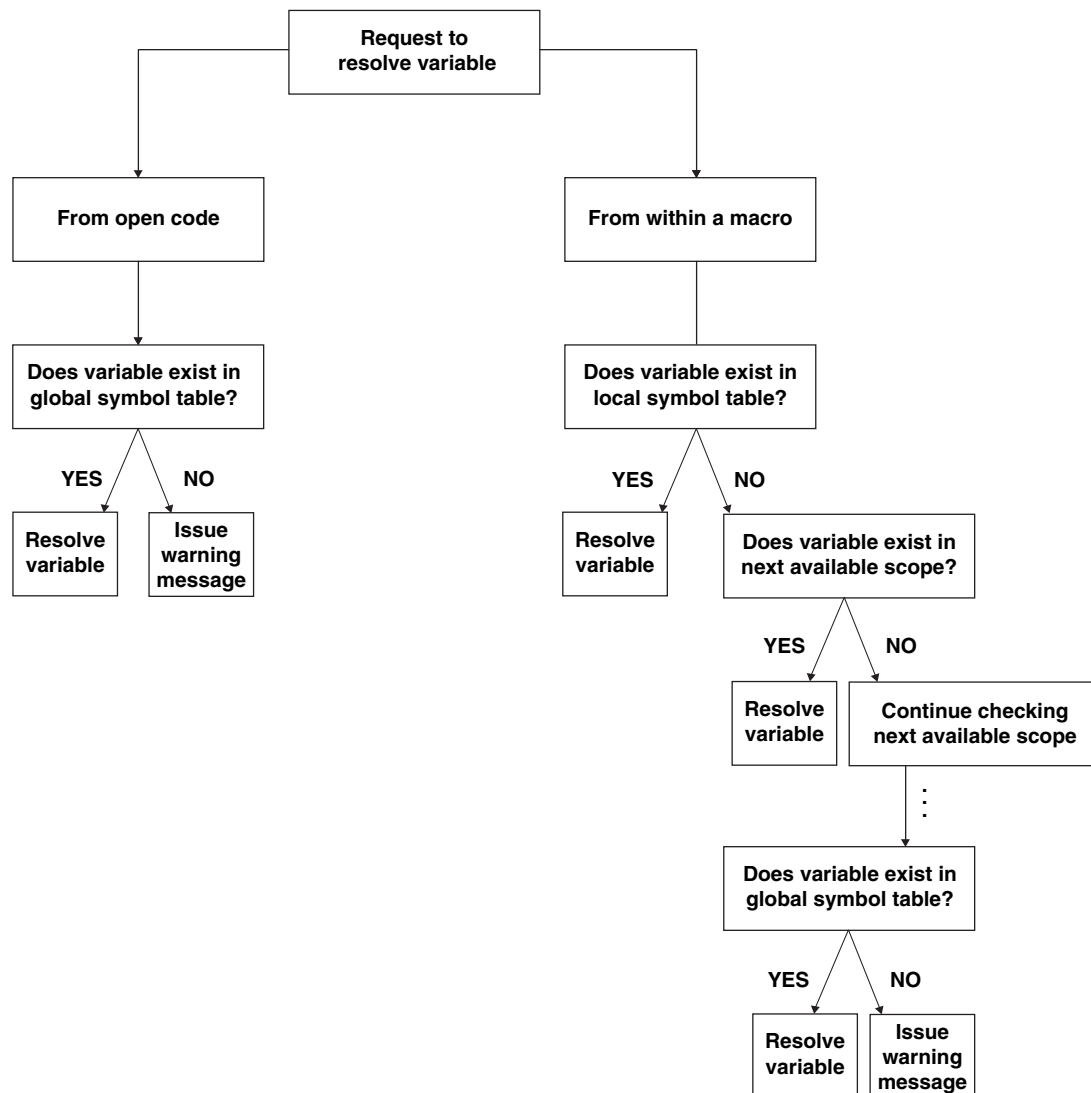 Request to
resolve variable
From open code
From within a macro
Does variable exist in
global symbol table?
Does variable exist in
local symbol table?
YES
NO
YES
NO
Resolve
variable
Issue
warning
message
Resolve
variable
Does variable exist in
next available scope?
YES
NO
Resolve
variable
Continue checking
next available scope
Does variable exist in
global symbol table?
YES
NO
Resolve
variable
Issue
warning
message